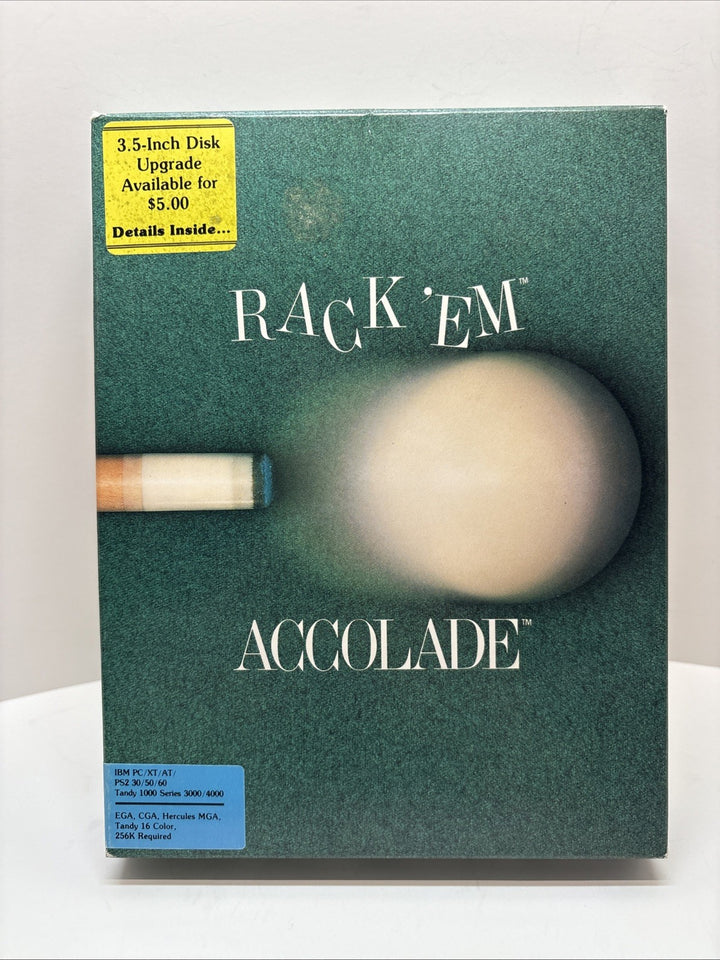 3.5-Inch Disk
Upgrade
Available for
$5.00
Details Inside...
RACK 'EM™
ACCOLADE™
IBM PC/XT/AT/
PS2 30/50/60
Tandy 1000 Series 3000/4000
EGA, CGA, Hercules MGA,
Tandy 16 Color,
256K Required